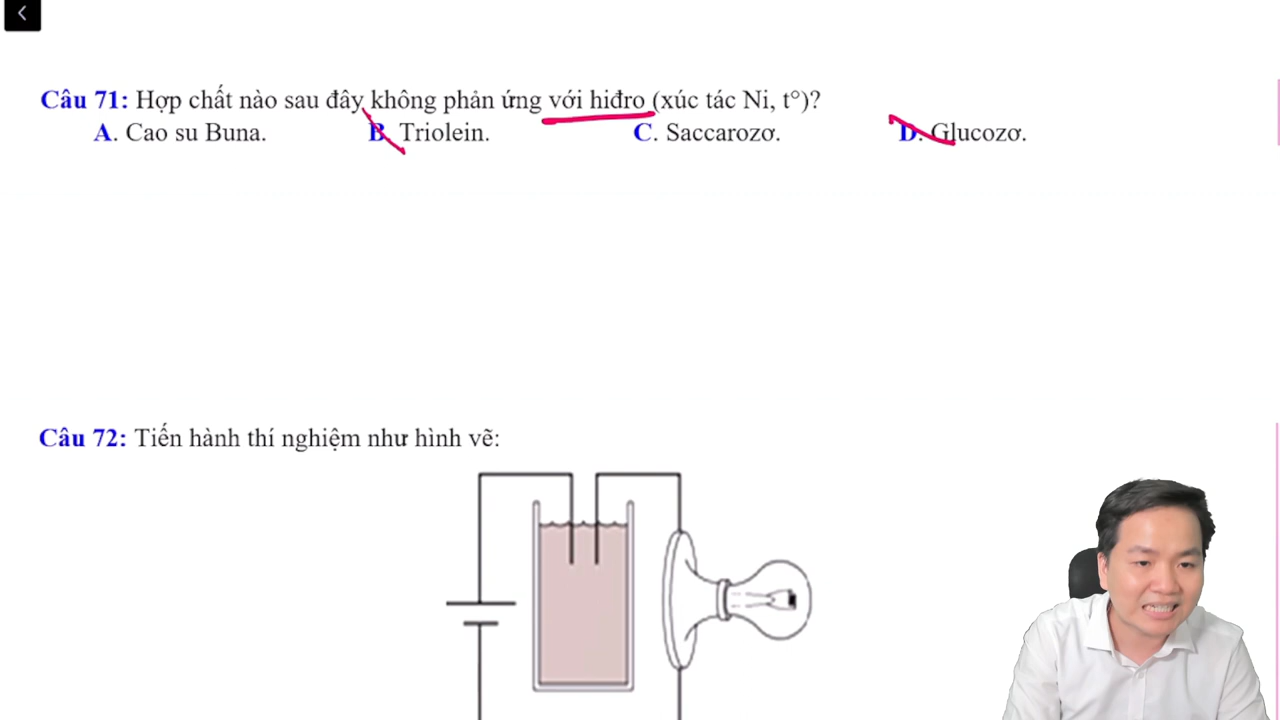 Câu 71: Hợp chất nào sau đây không phản ứng với hiđro (xúc tác Ni, t°)?
A. Cao su Buna. B. Triolein. C. Saccarozơ. D. Glucozơ.
Câu 72: Tiến hành thí nghiệm như hình vẽ: